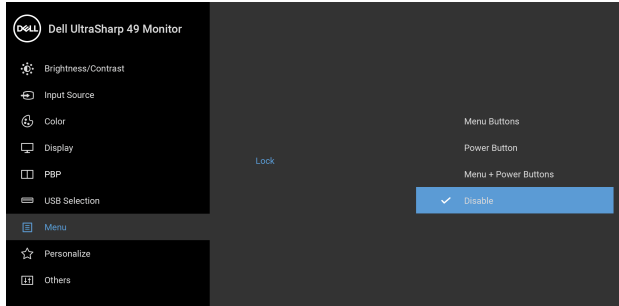 DELL Dell UltraSharp 49 Monitor
Brightness/Contrast
Input Source
Color
Display
PBP
USB Selection
Menu
Personalize
Others
Lock
Menu Buttons
Power Button
Menu + Power Buttons
Disable